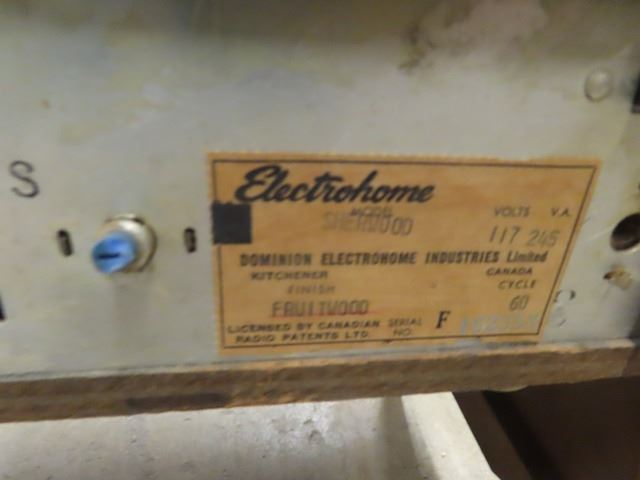 S
Electrohome
MODEL VOLTS V.A.
SHERWOOD 117 245
DOMINION ELECTROHOME INDUSTRIES Limited
KITCHENER CANADA
FINISH CYCLE
FRUITWOOD 60
LICENSED BY CANADIAN SERIAL F
RADIO PATENTS LTD. NO.